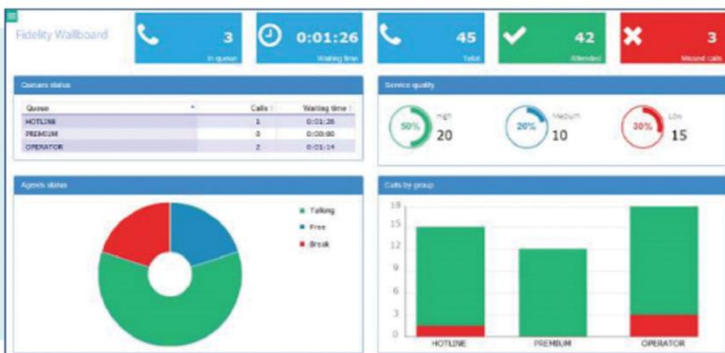 Fidelity Wallboard
3
In queue
0:01:26
Waiting time
45
Total
42
Attended
3
Missed calls
Queues status
Queue Calls Waiting time
HOTLINE 1 0:01:26
PREMIUM 0 0:00:00
OPERATOR 2 0:01:14
Service quality
50% High 20
20% Medium 10
30% Low 15
Agents status
Talking
Free
Break
Calls by group
18
15
12
9
6
3
0
HOTLINE PREMIUM OPERATOR